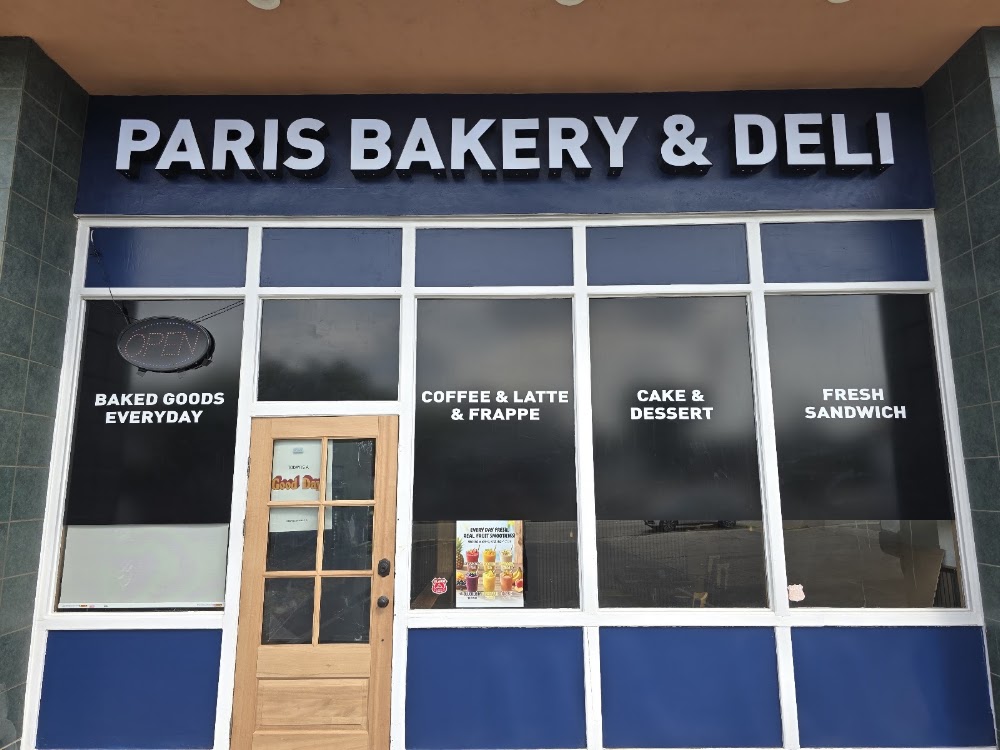 PARIS BAKERY & DELI
OPEN
BAKED GOODS
EVERYDAY
COFFEE & LATTE
& FRAPPE
CAKE &
DESSERT
FRESH
SANDWICH
Good Day
EVERY DAY FRESH,
REAL FRUIT SMOOTHIES!